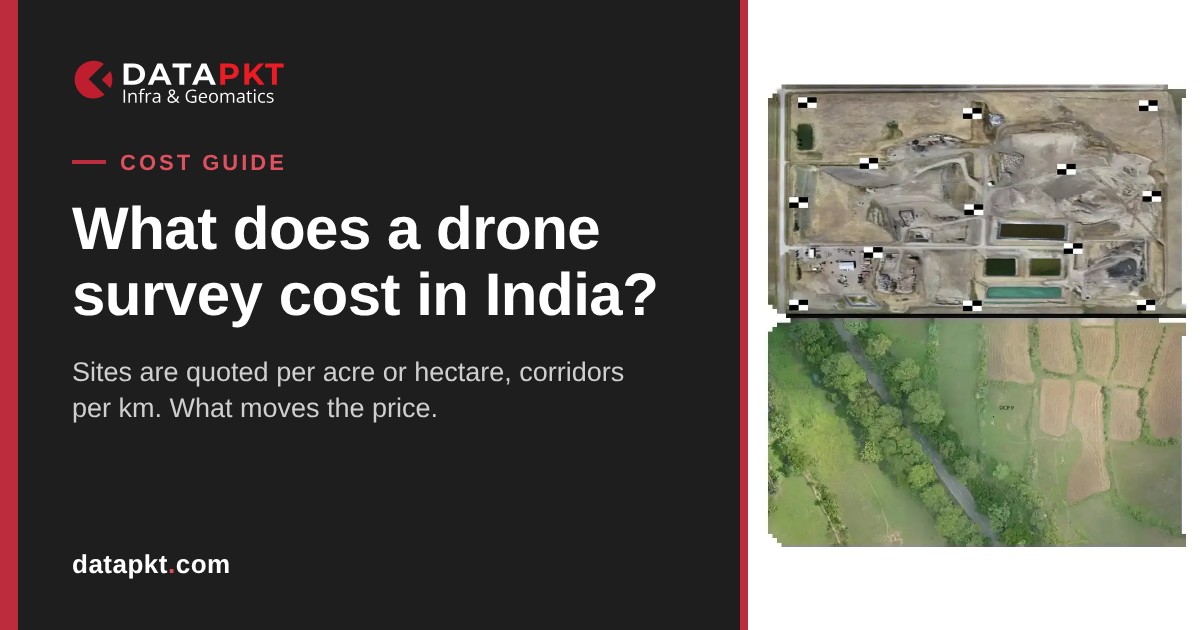 DATAPKT
Infra & Geomatics
COST GUIDE
What does a drone
survey cost in India?
Sites are quoted per acre or hectare, corridors
per km. What moves the price.
datapkt.com